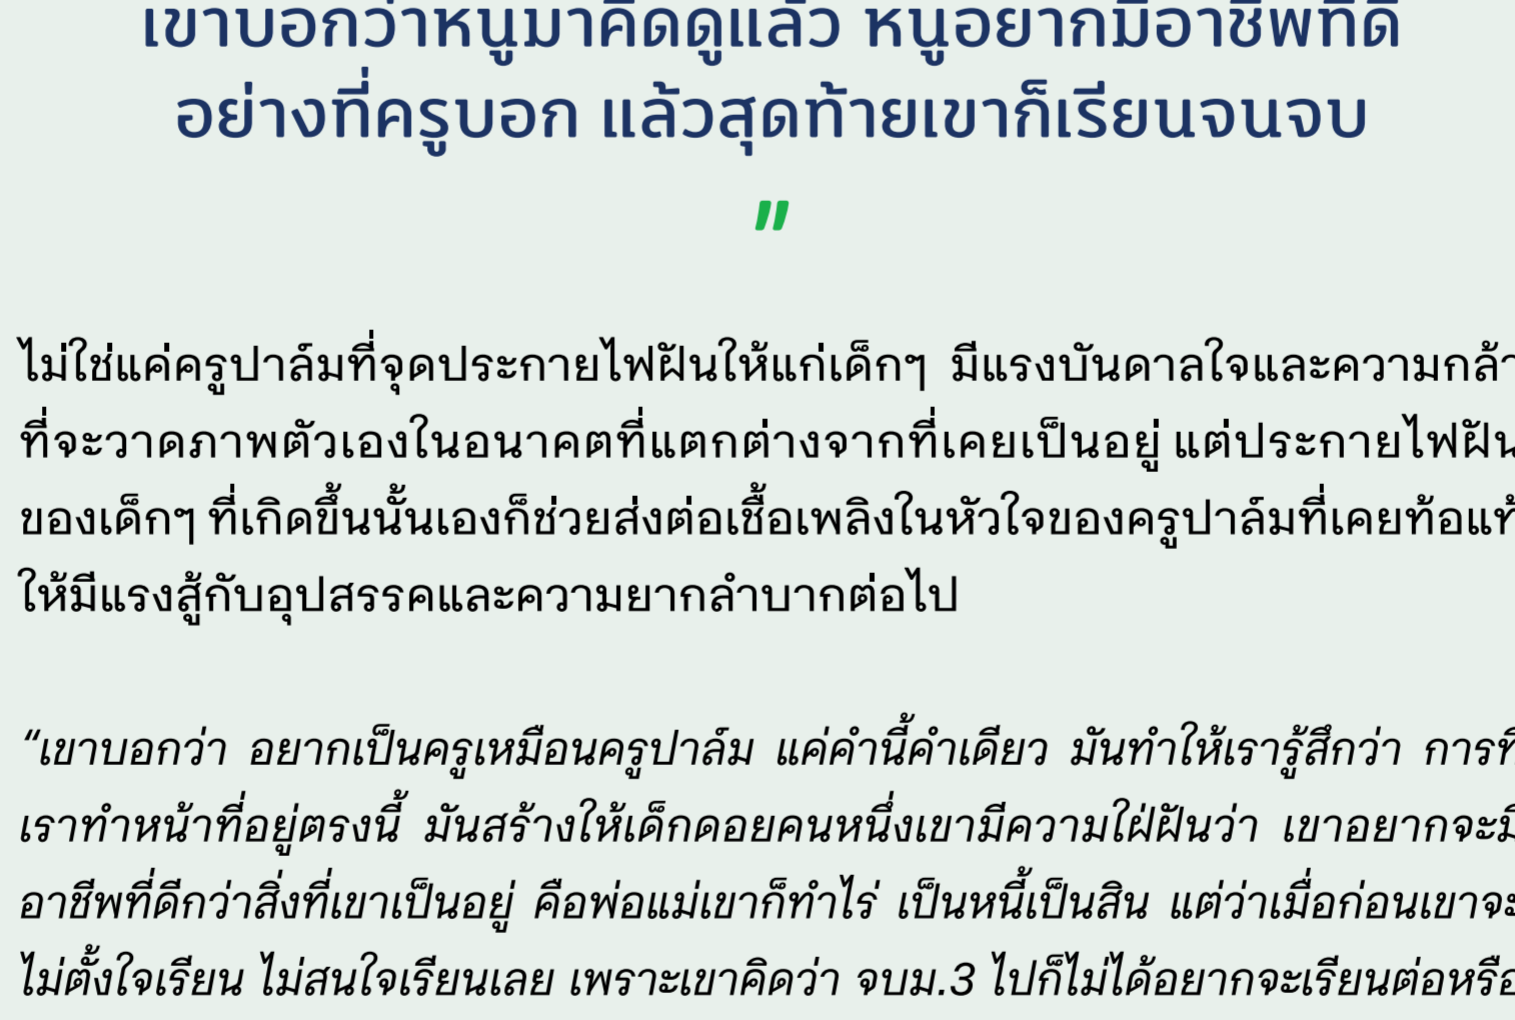 เขาบอกว่าหนูมาคิดดูแล้ว หนูอยากมีอาชีพที่ดี
อย่างที่ครูบอก แล้วสุดท้ายเขาก็เรียนจนจบ
"
ไม่ใช่แค่ครูปาล์มที่จุดประกายไฟฝันให้แก่เด็กๆ มีแรงบันดาลใจและความกล้า
ที่จะวาดภาพตัวเองในอนาคตที่แตกต่างจากที่เคยเป็นอยู่ แต่ประกายไฟฝัน
ของเด็กๆ ที่เกิดขึ้นนั้นเองก็ช่วยส่งต่อเชื้อเพลิงในหัวใจของครูปาล์มที่เคยท้อแท้
ให้มีแรงสู้กับอุปสรรคและความยากลำบากต่อไป
“เขาบอกว่า อยากเป็นครูเหมือนครูปาล์ม แค่คำนี้คำเดียว มันทำให้เรารู้สึกว่า การที่
เราทำหน้าที่อยู่ตรงนี้ มันสร้างให้เด็กดอยคนหนึ่งเขามีความใฝ่ฝันว่า เขาอยากจะมี
อาชีพที่ดีกว่าสิ่งที่เขาเป็นอยู่ คือพ่อแม่เขาก็ทำไร่ เป็นหนี้เป็นสิน แต่ว่าเมื่อก่อนเขาจะ
ไม่ตั้งใจเรียน ไม่สนใจเรียนเลย เพราะเขาคิดว่า จบม.3 ไปก็ไม่ได้อยากจะเรียนต่อหรือ